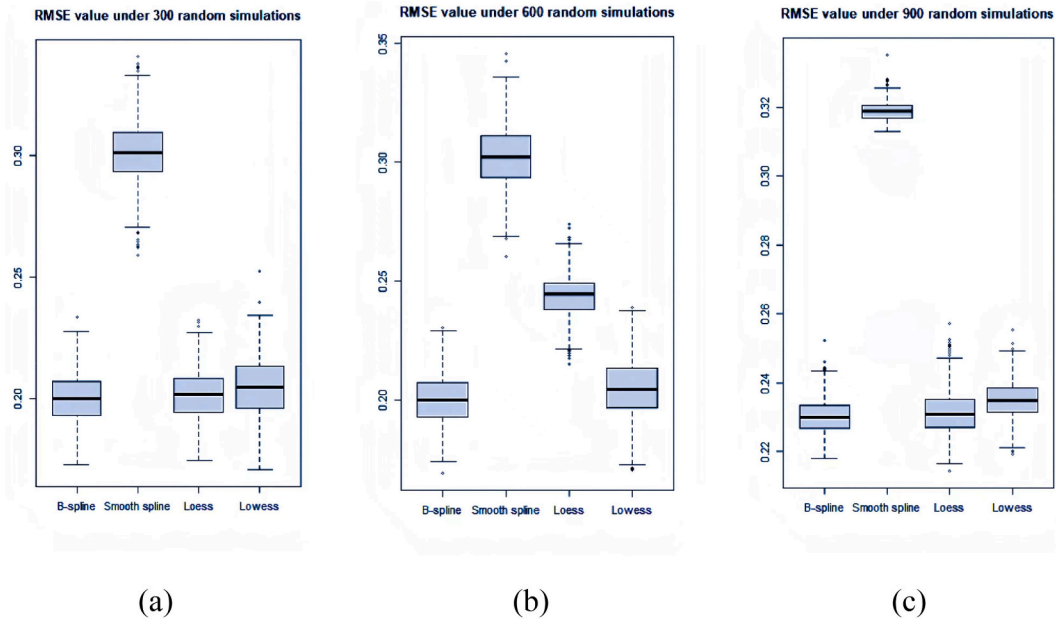 RMSE value under 300 random simulations
0.30
0.25
0.20
B-spline Smooth spline Loess Lowess
(a)
RMSE value under 600 random simulations
0.35
0.30
0.25
0.20
B-spline Smooth spline Loess Lowess
(b)
RMSE value under 900 random simulations
0.32
0.30
0.28
0.26
0.24
0.22
B-spline Smooth spline Loess Lowess
(c)